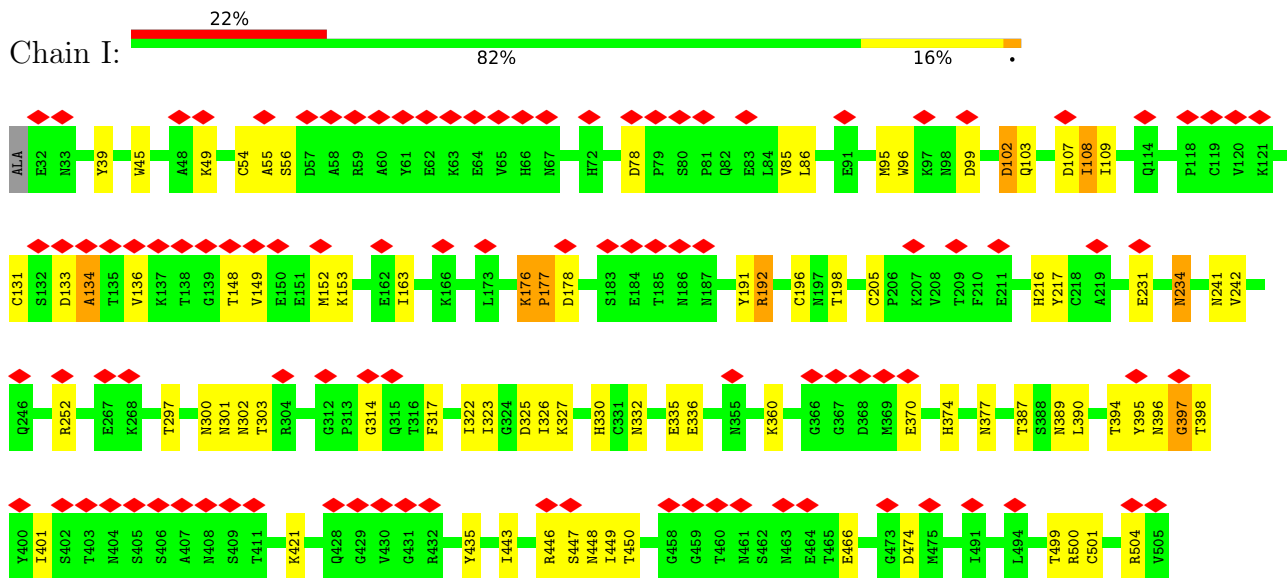 22%
Chain I:
82% 16% •
ALA E32 N33 Y39 W45 A48 K49 C54 A55 S56 D57 A58 R59 A60 Y61 E62 K63 E64 V65 H66 N67 H72 D78 P79 S80 P81 Q82 E83 L84 V85 L86 E91 M95 W96 K97 N98 D99 D102 Q103 D107 I108 I109 Q114 P118 C119 V120 K121
C131 S132 D133 A134 T135 V136 K137 T138 G139 T148 V149 E150 E151 M152 K153 E162 I163 K166 L173 K176 P177 D178 S183 E184 T185 N186 N187 Y191 R192 C196 N197 T198 C205 P206 K207 V208 T209 F210 E211 H216 Y217 C218 A219 E231 N234 N241 V242
Q246 R252 E267 K268 T297 N300 N301 N302 T303 R304 G312 P313 G314 Q315 T316 F317 I322 I323 G324 D325 I326 K327 H330 C331 N332 E335 E336 N355 K360 G366 G367 D368 M369 E370 H374 N377 T387 S388 N389 L390 T394 Y395 N396 G397 T398
Y400 I401 S402 T403 N404 S405 S406 A407 N408 S409 T411 K421 Q428 G429 V430 G431 R432 Y435 I443 R446 S447 N448 I449 T450 G458 G459 T460 N461 S462 N463 E464 T465 E466 G473 D474 M475 I491 L494 T499 R500 C501 R504 V505